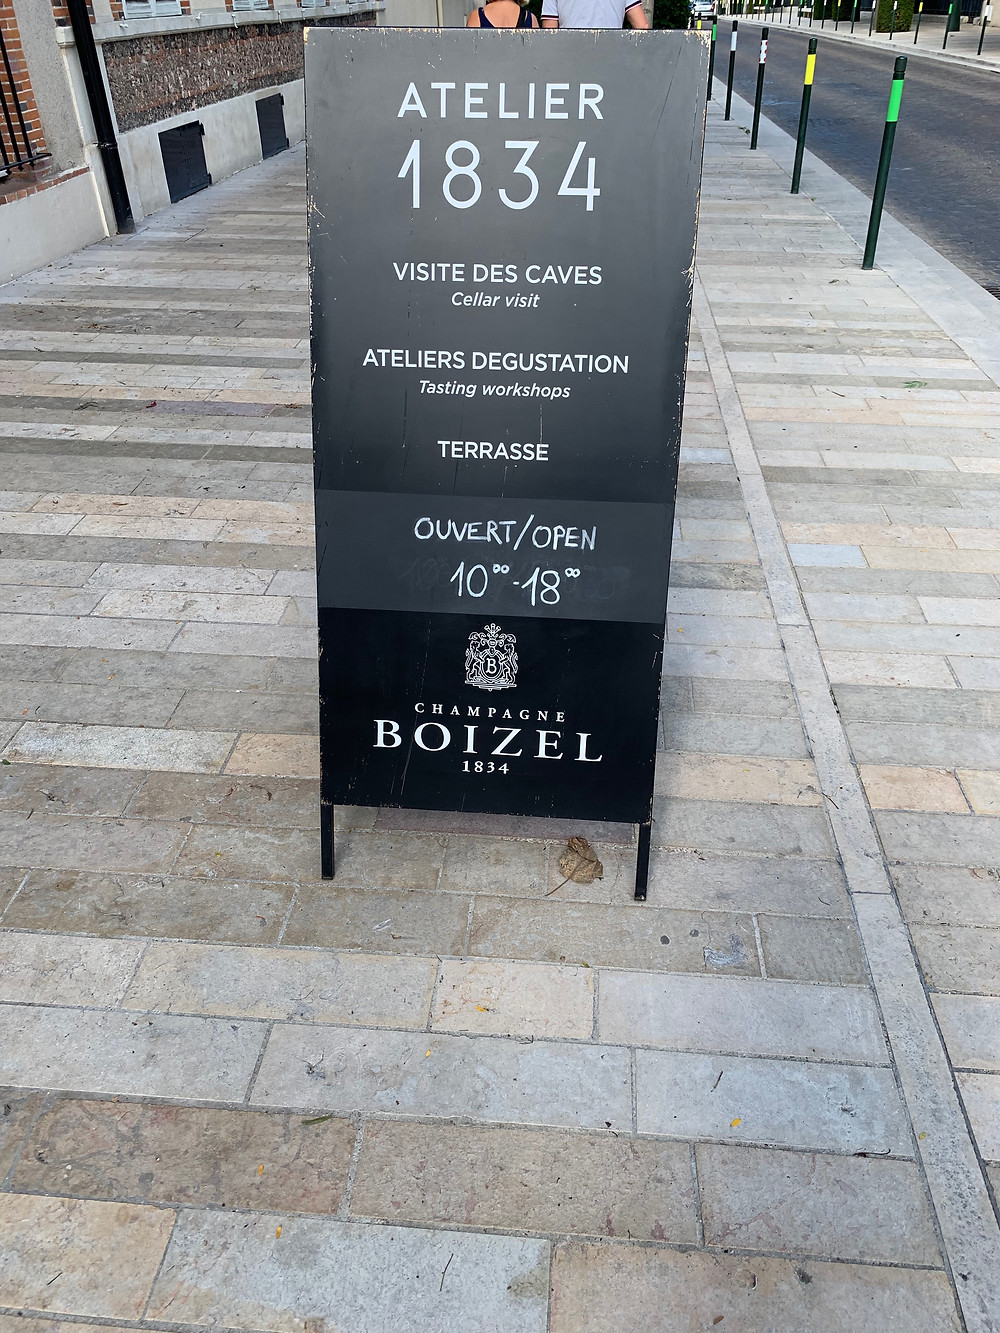 ATELIER
1834
VISITE DES CAVES
Cellar visit
ATELIERS DEGUSTATION
Tasting workshops
TERRASSE
OUVERT/OPEN
10°°-18°°
B
CHAMPAGNE
BOIZEL
1834